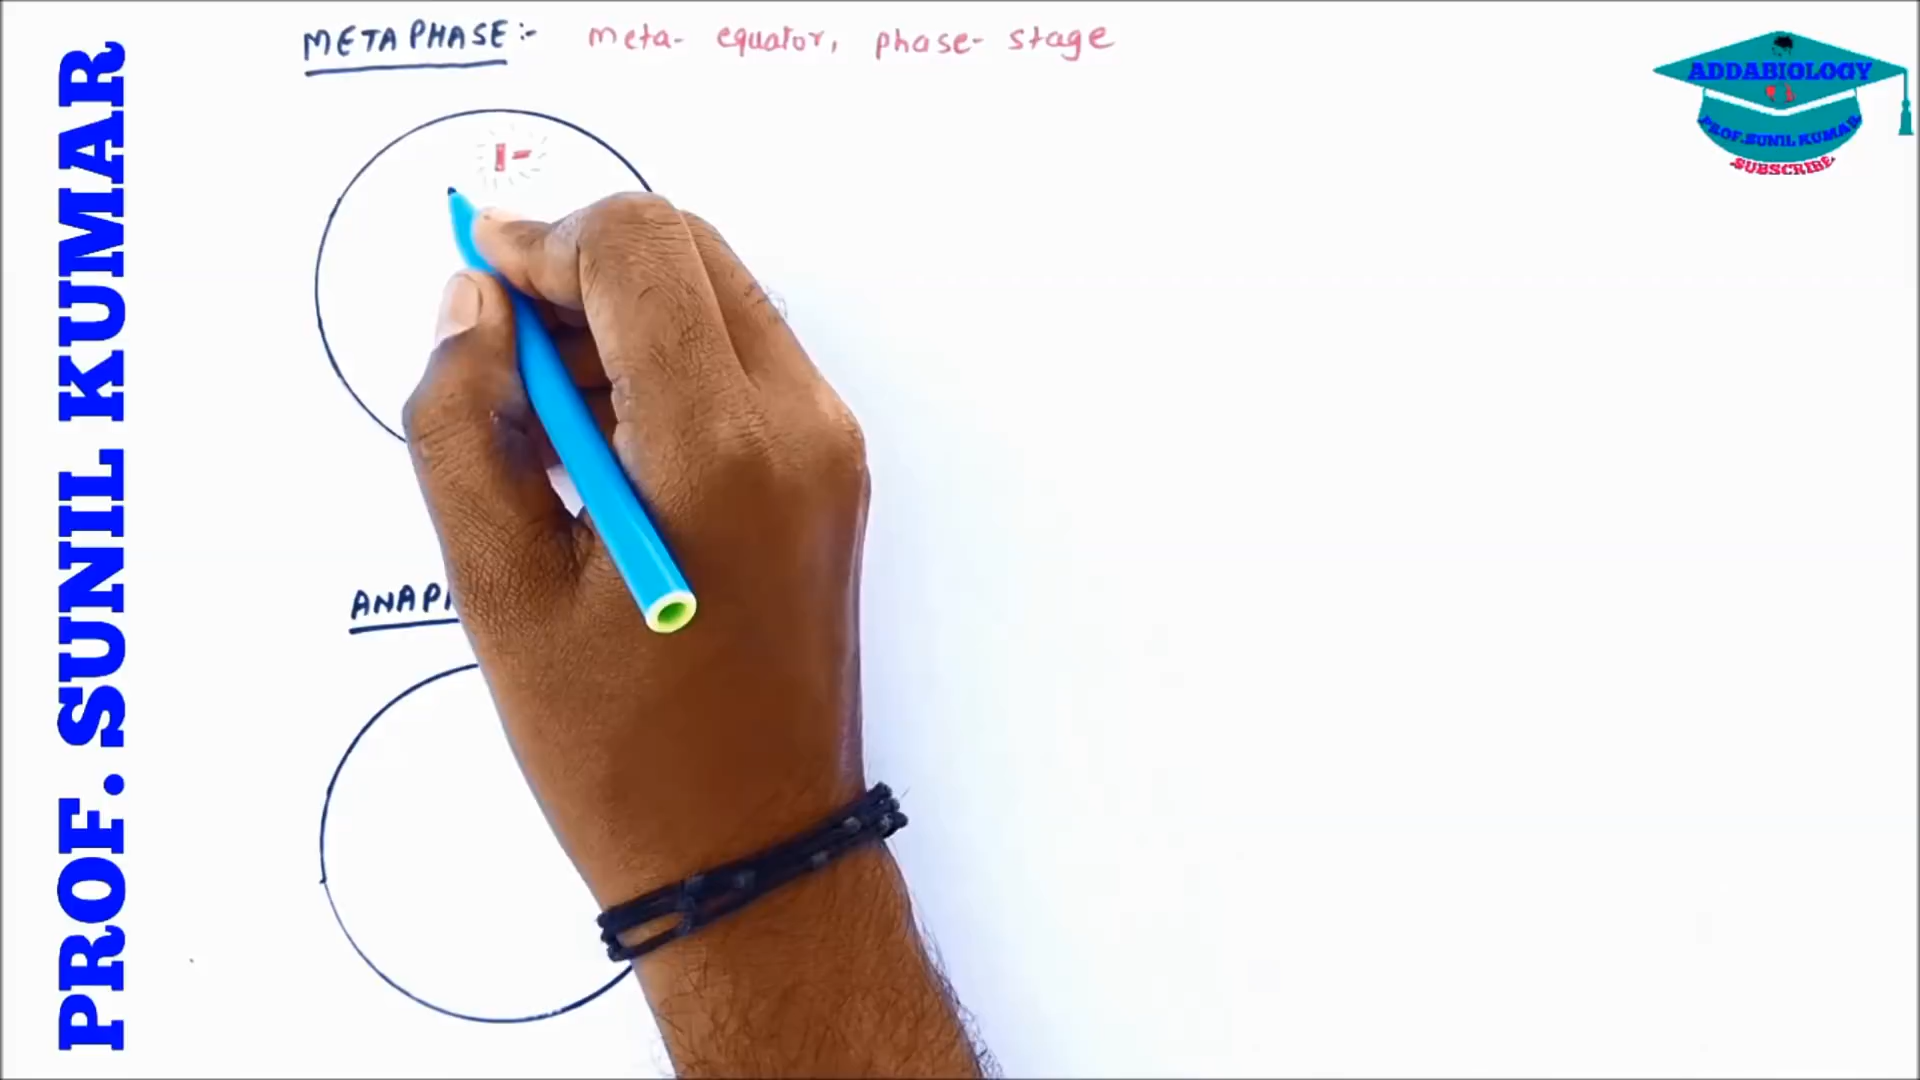 METAPHASE:- meta- equator, phase- stage
ADDABIOLOGY
PROF.SUNIL KUMAR
SUBSCRIBE
PROF. SUNIL KUMAR
ANAP